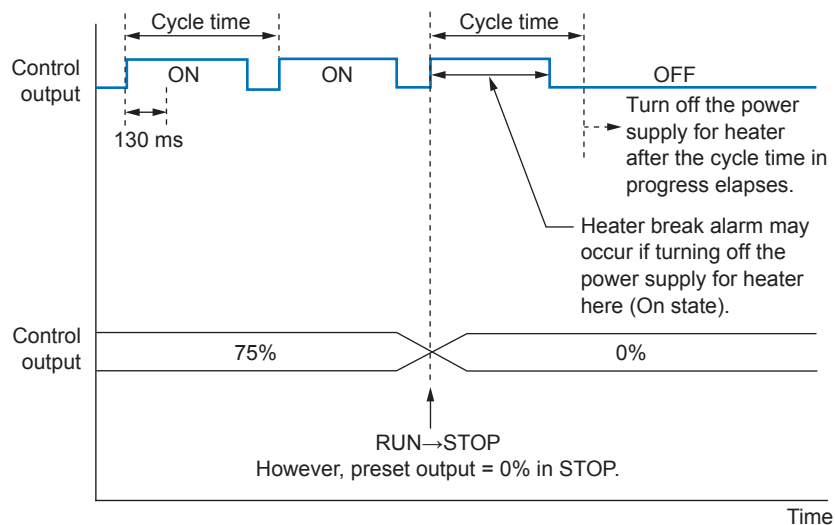 Cycle time
Cycle time
Control
output
ON
ON
OFF
130 ms
Turn off the power
supply for heater
after the cycle time in
progress elapses.
Heater break alarm may
occur if turning off the
power supply for heater
here (On state).
Control
output
75%
0%
RUN→STOP
However, preset output = 0% in STOP.
Time